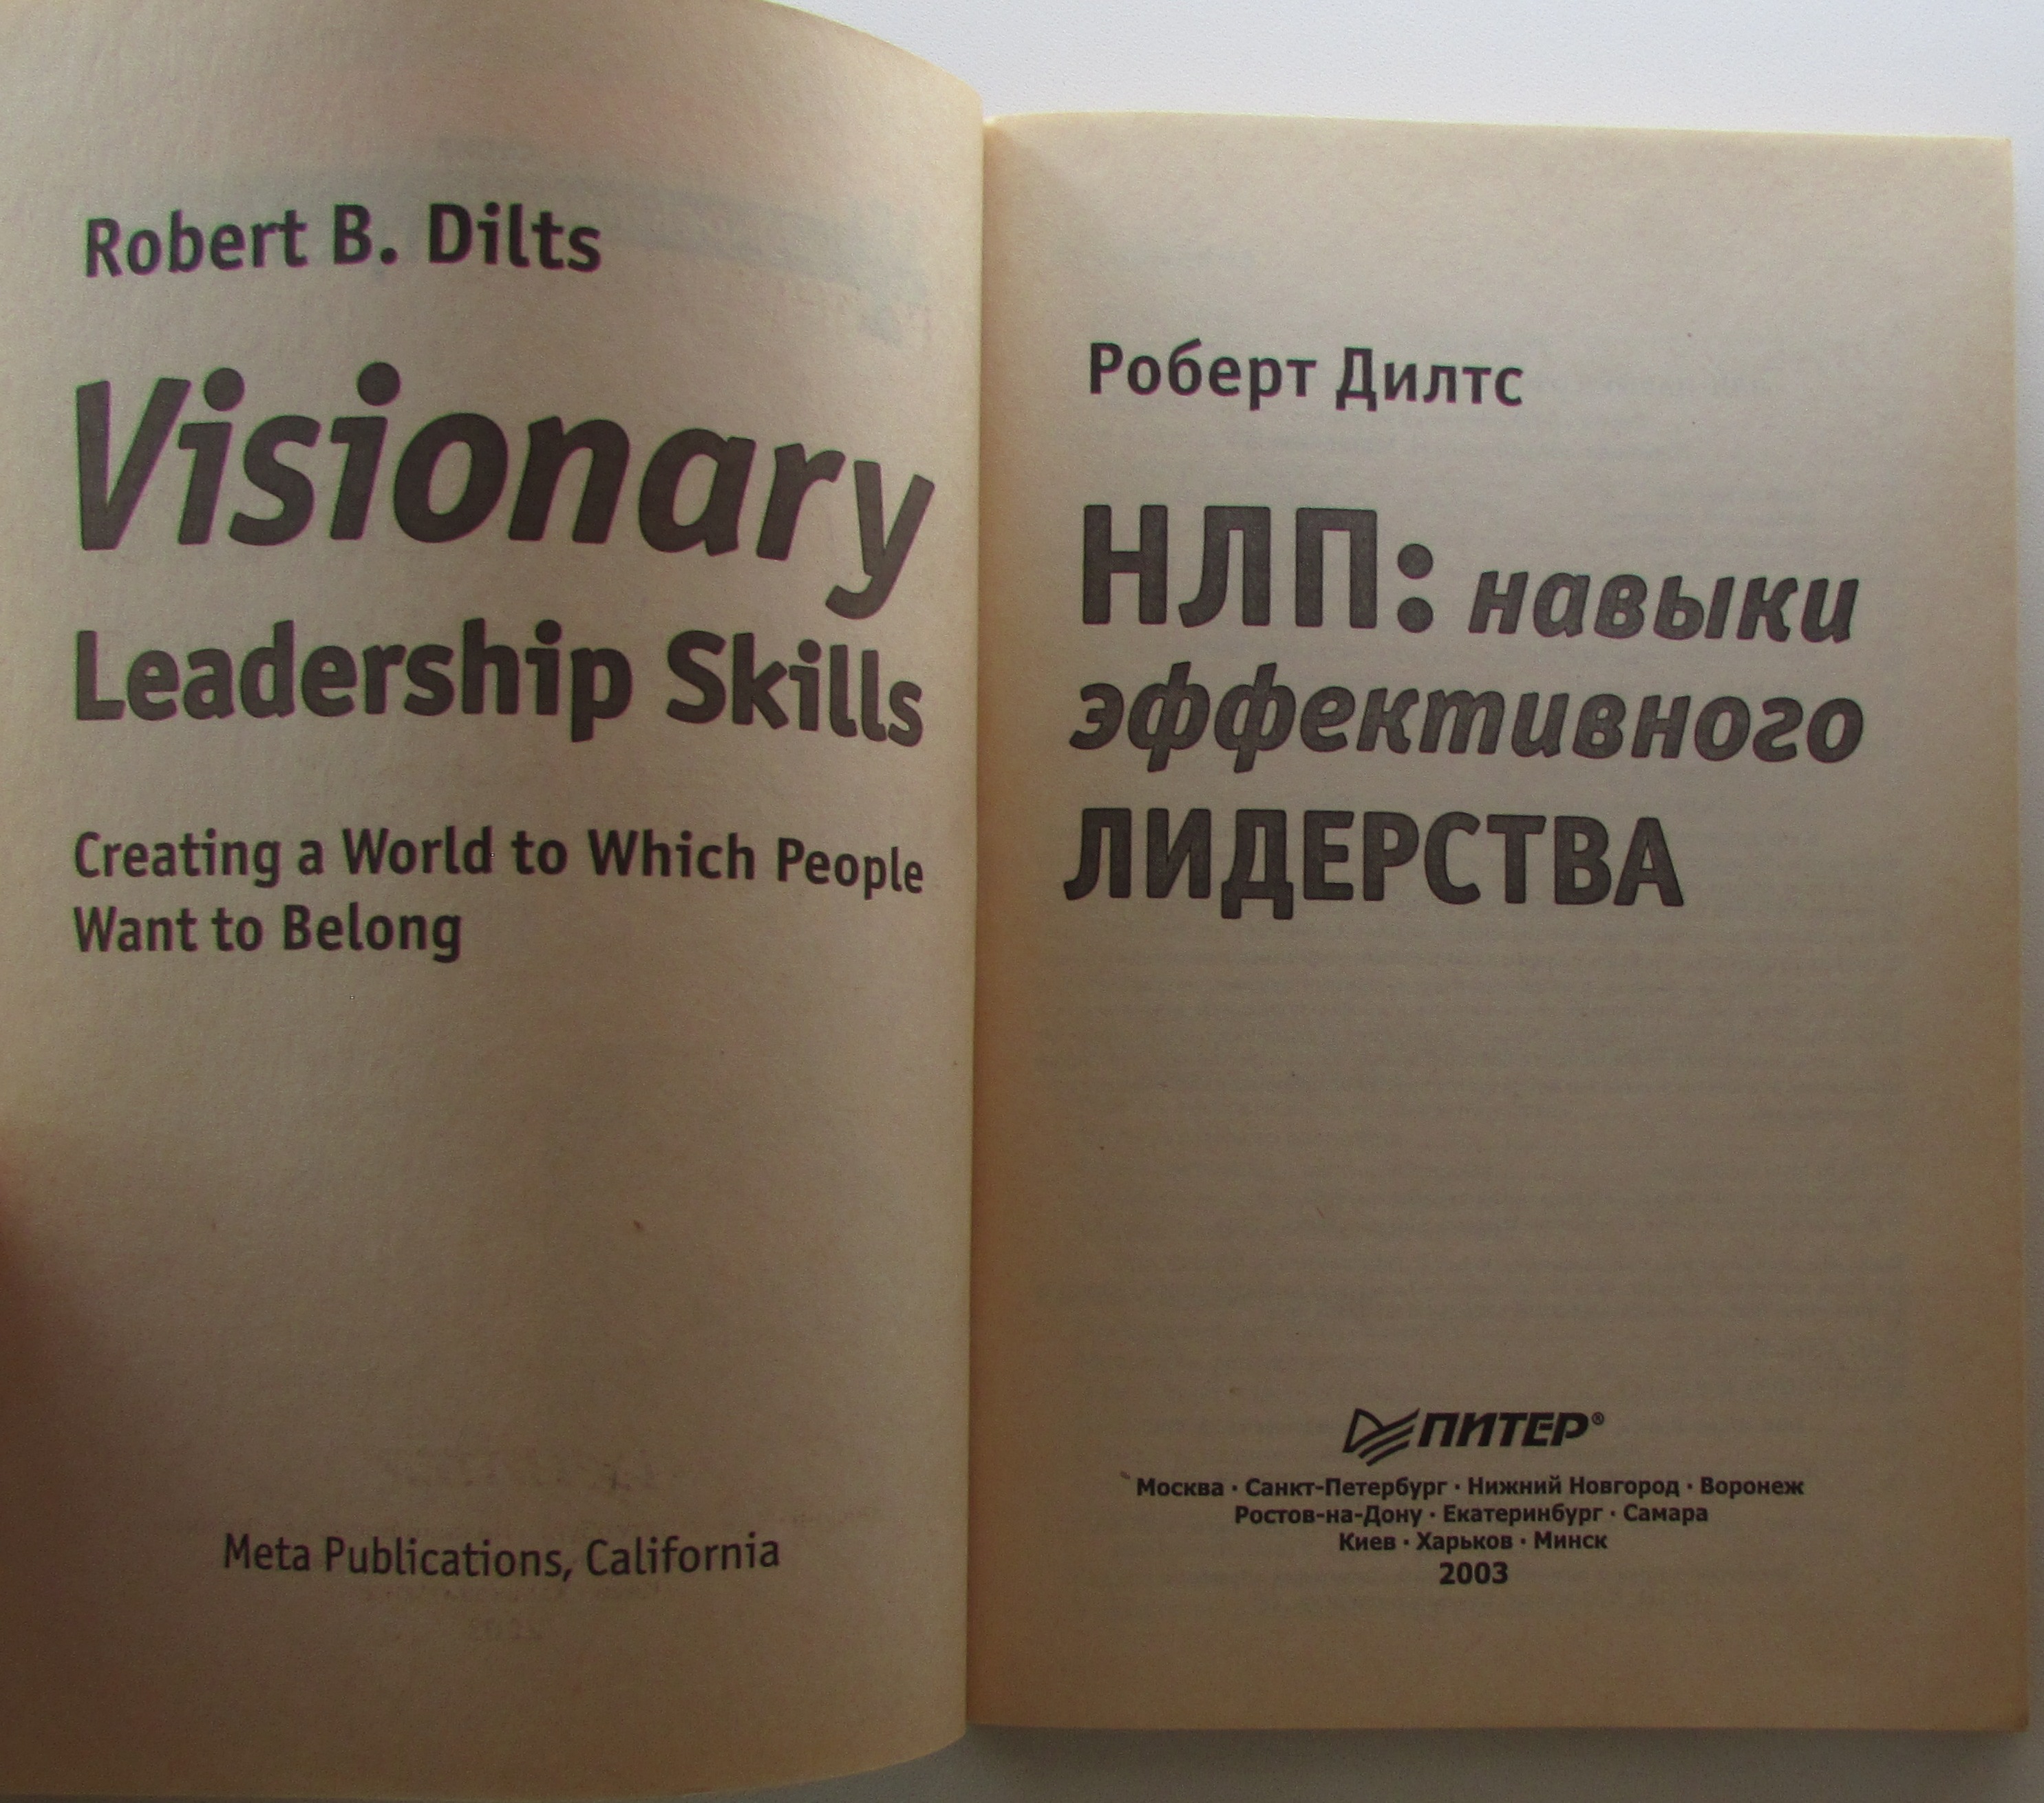 Robert B. Dilts
Visionary
Leadership Skills
Creating a World to Which People
Want to Belong
Meta Publications, California
Роберт Дилтс
НЛП: навыки
эффективного
ЛИДЕРСТВА
ПИТЕР®
Москва · Санкт-Петербург · Нижний Новгород · Воронеж
Ростов-на-Дону · Екатеринбург · Самара
Киев · Харьков · Минск
2003